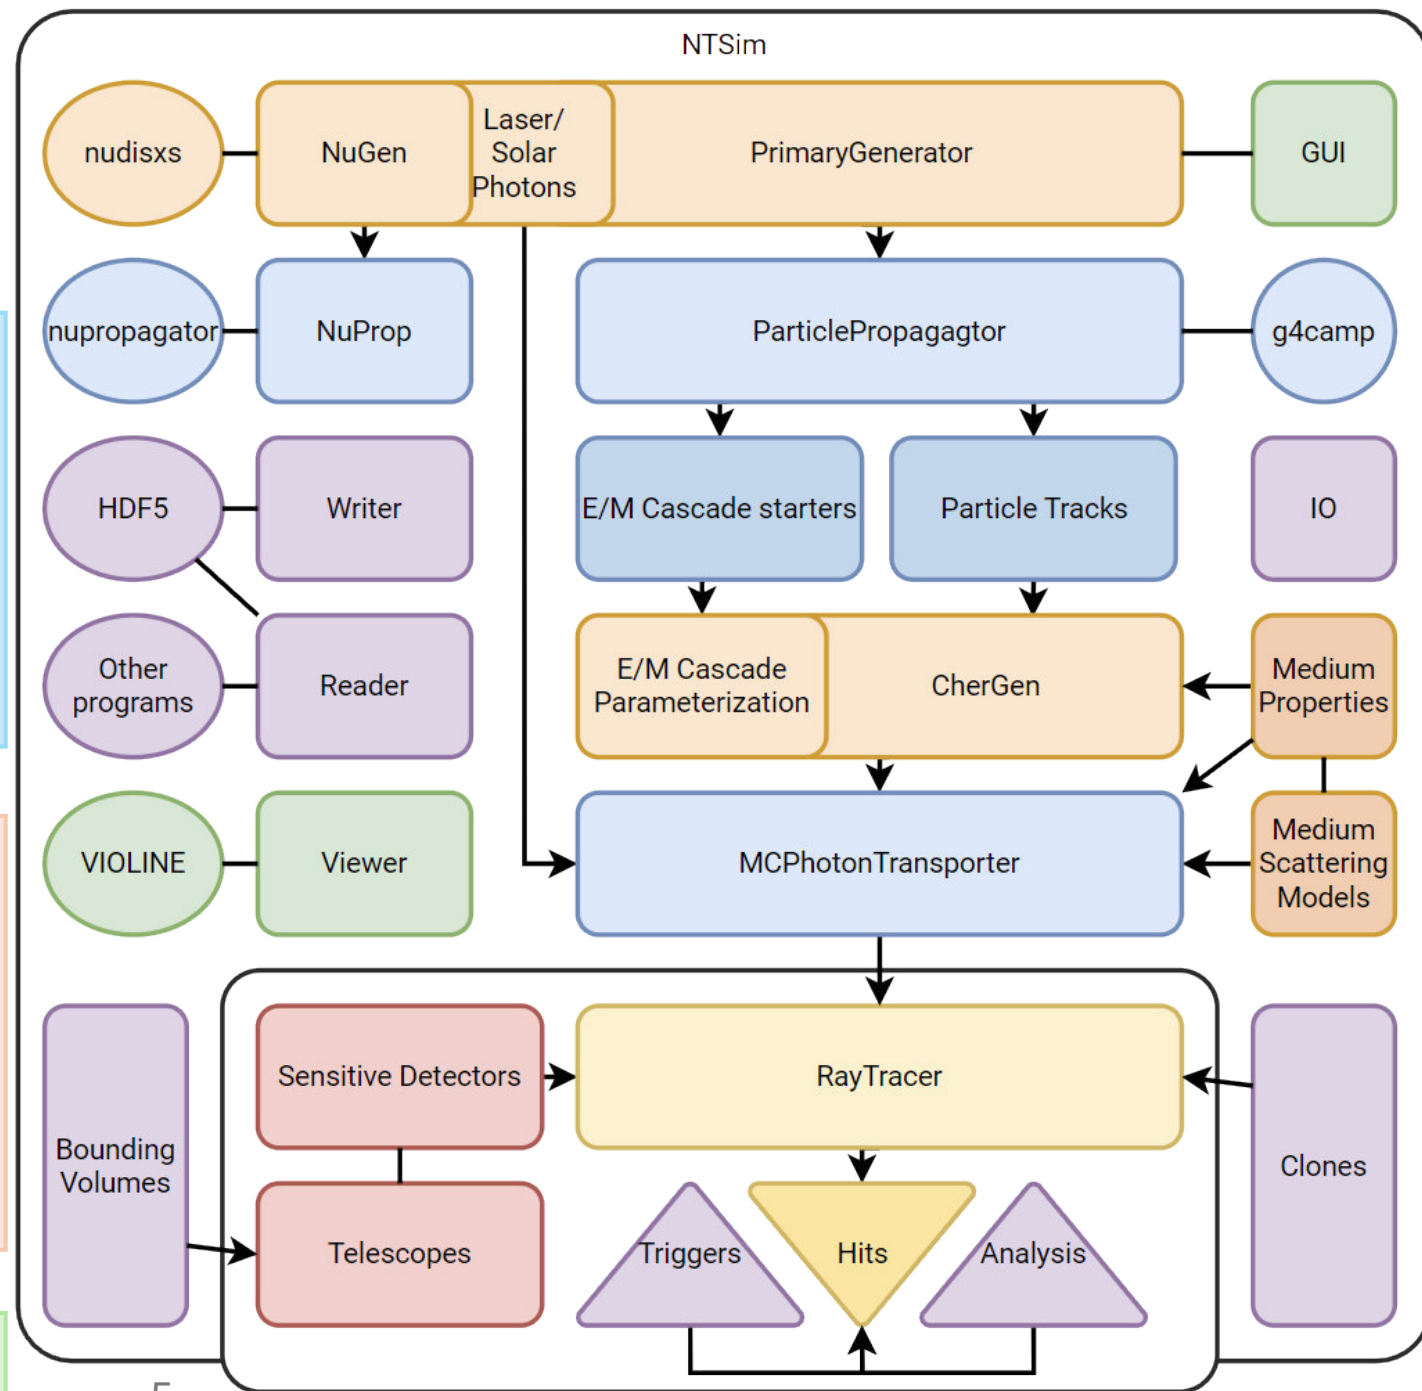 NTSim
nudisxs
NuGen
Laser/
Solar
Photons
PrimaryGenerator
GUI
nupropagator
NuProp
ParticlePropagagtor
g4camp
HDF5
Writer
E/M Cascade starters
Particle Tracks
IO
Other
programs
Reader
E/M Cascade
Parameterization
CherGen
Medium
Properties
VIOLINE
Viewer
MCPhotonTransporter
Medium
Scattering
Models
Bounding
Volumes
Sensitive Detectors
RayTracer
Clones
Telescopes
Triggers
Hits
Analysis